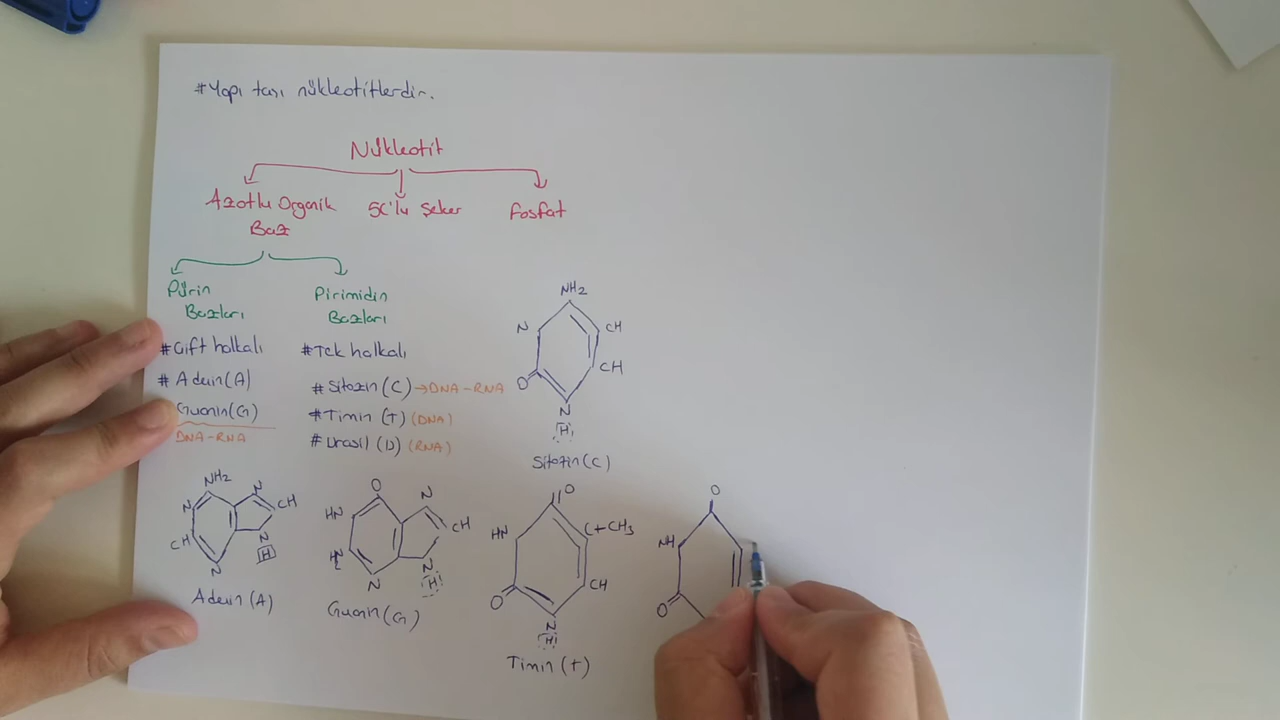 #Yapı taşı nükleotitlerdir.
Nükleotit
Azotlu Organik
Baz
5C'lu Şeker
Fosfat
Pürin
Bazları
Pirimidin
Bazları
#Çift halkalı
#Tek halkalı
#Adenin(A)
Guanin(G)
DNA-RNA
#Sitozin(C)→DNA-RNA
#Timin(T) (DNA)
#Urasil(U) (RNA)
NH2
N
CH
CH
O
N
H
Sitozin(C)
NH2
N
N
CH
CH
N
H
N
Adenin(A)
O
HN
N
CH
N
H
N
Guanin(G)
O
HN
C+CH3
CH
O
N
H
Timin(T)
O
NH
O